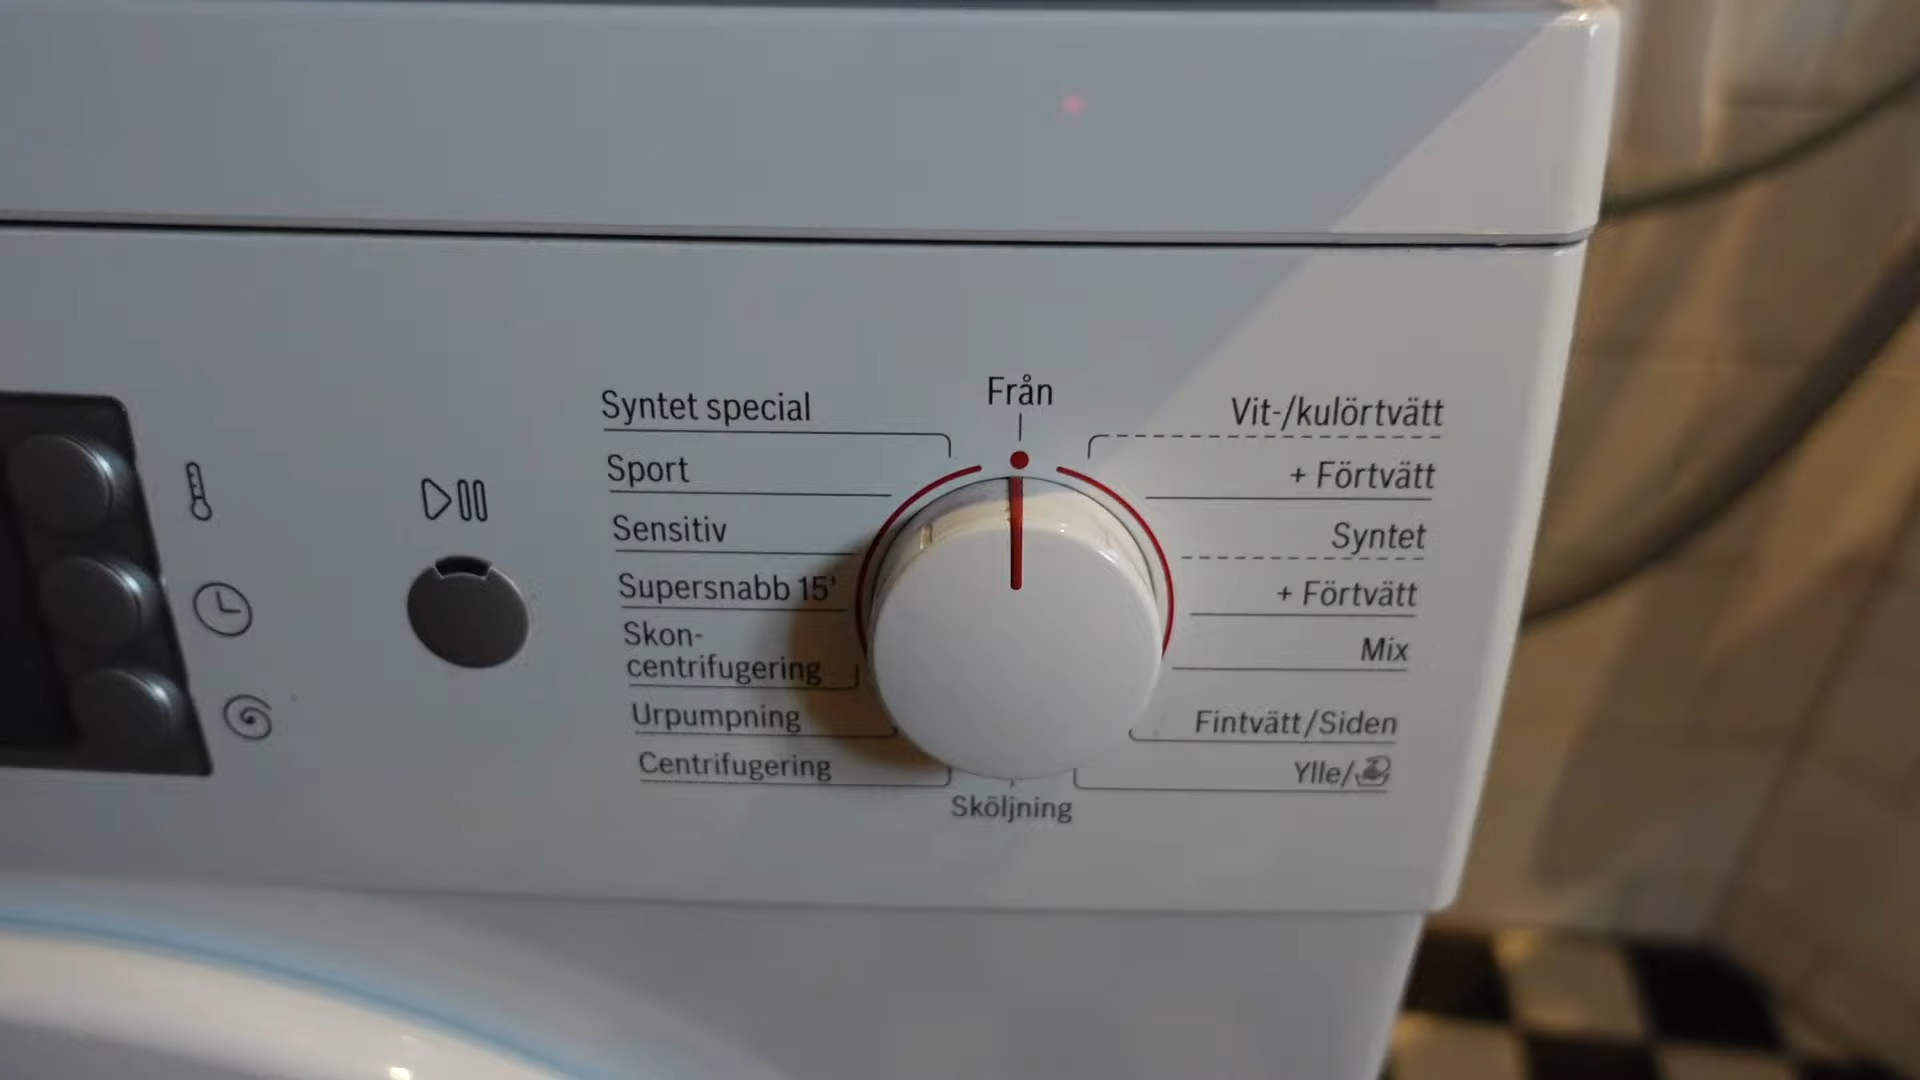 Från
Syntet special
Sport
Sensitiv
Supersnabb 15'
Skon-
centrifugering
Urpumpning
Centrifugering
Sköljning
Vit-/kulörtvätt
+ Förtvätt
Syntet
+ Förtvätt
Mix
Fintvätt/Siden
Ylle/